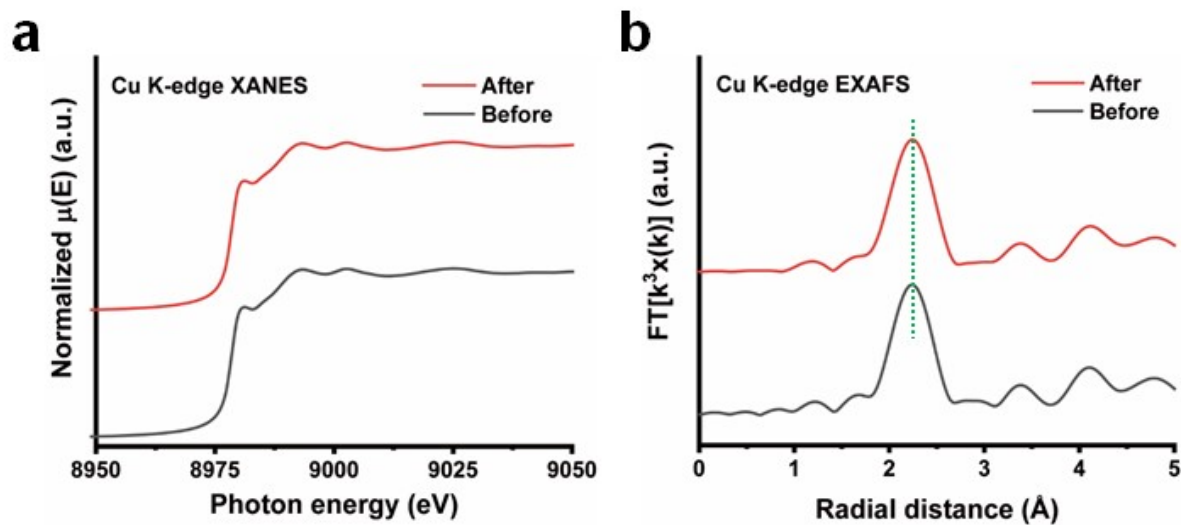 a
Cu K-edge XANES
After
Before
Normalized μ(E) (a.u.)
8950 8975 9000 9025 9050
Photon energy (eV)
b
Cu K-edge EXAFS
After
Before
FT[k³x(k)] (a.u.)
0 1 2 3 4 5
Radial distance (Å)